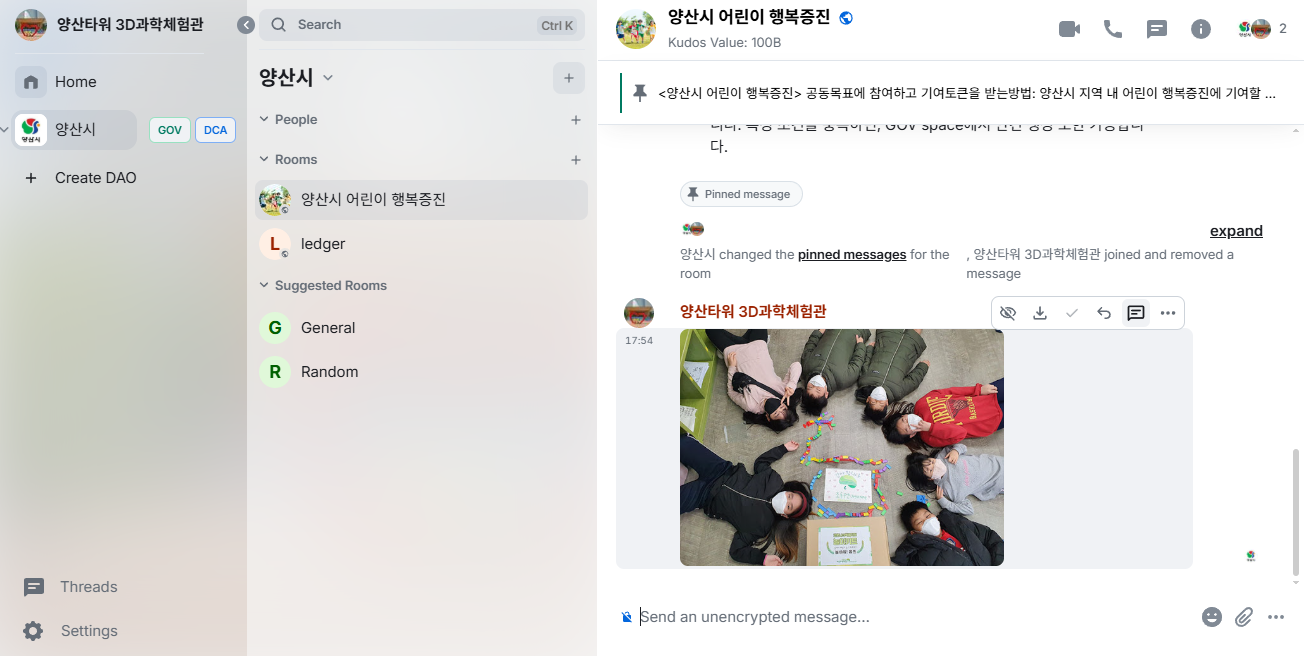 양산타워 3D과학체험관
Home
양산시
양산시
GOV
DCA
Create DAO
Threads
Settings
Search
Ctrl K
양산시
People
Rooms
양산시 어린이 행복증진
L
ledger
Suggested Rooms
G
General
R
Random
양산시 어린이 행복증진
Kudos Value: 100B
2
<양산시 어린이 행복증진> 공동목표에 참여하고 기여토큰을 받는방법: 양산시 지역 내 어린이 행복증진에 기여할 ...
다.
Pinned message
expand
양산시 changed the pinned messages for the
room
, 양산타워 3D과학체험관 joined and removed a
message
양산타워 3D과학체험관
17:54
Send an unencrypted message...